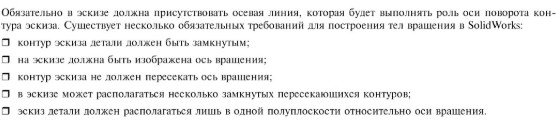 Обязательно в эскизе должна присутствовать осевая линия, которая будет выполнять роль оси поворота кон-
тура эскиза. Существует несколько обязательных требований для построения тел вращения в SolidWorks:
❒ контур эскиза детали должен быть замкнутым;
❒ на эскизе должна быть изображена ось вращения;
❒ контур эскиза не должен пересекать ось вращения;
❒ в эскизе может располагаться несколько замкнутых пересекающихся контуров;
❒ эскиз детали должен располагаться лишь в одной полуплоскости относительно оси вращения.